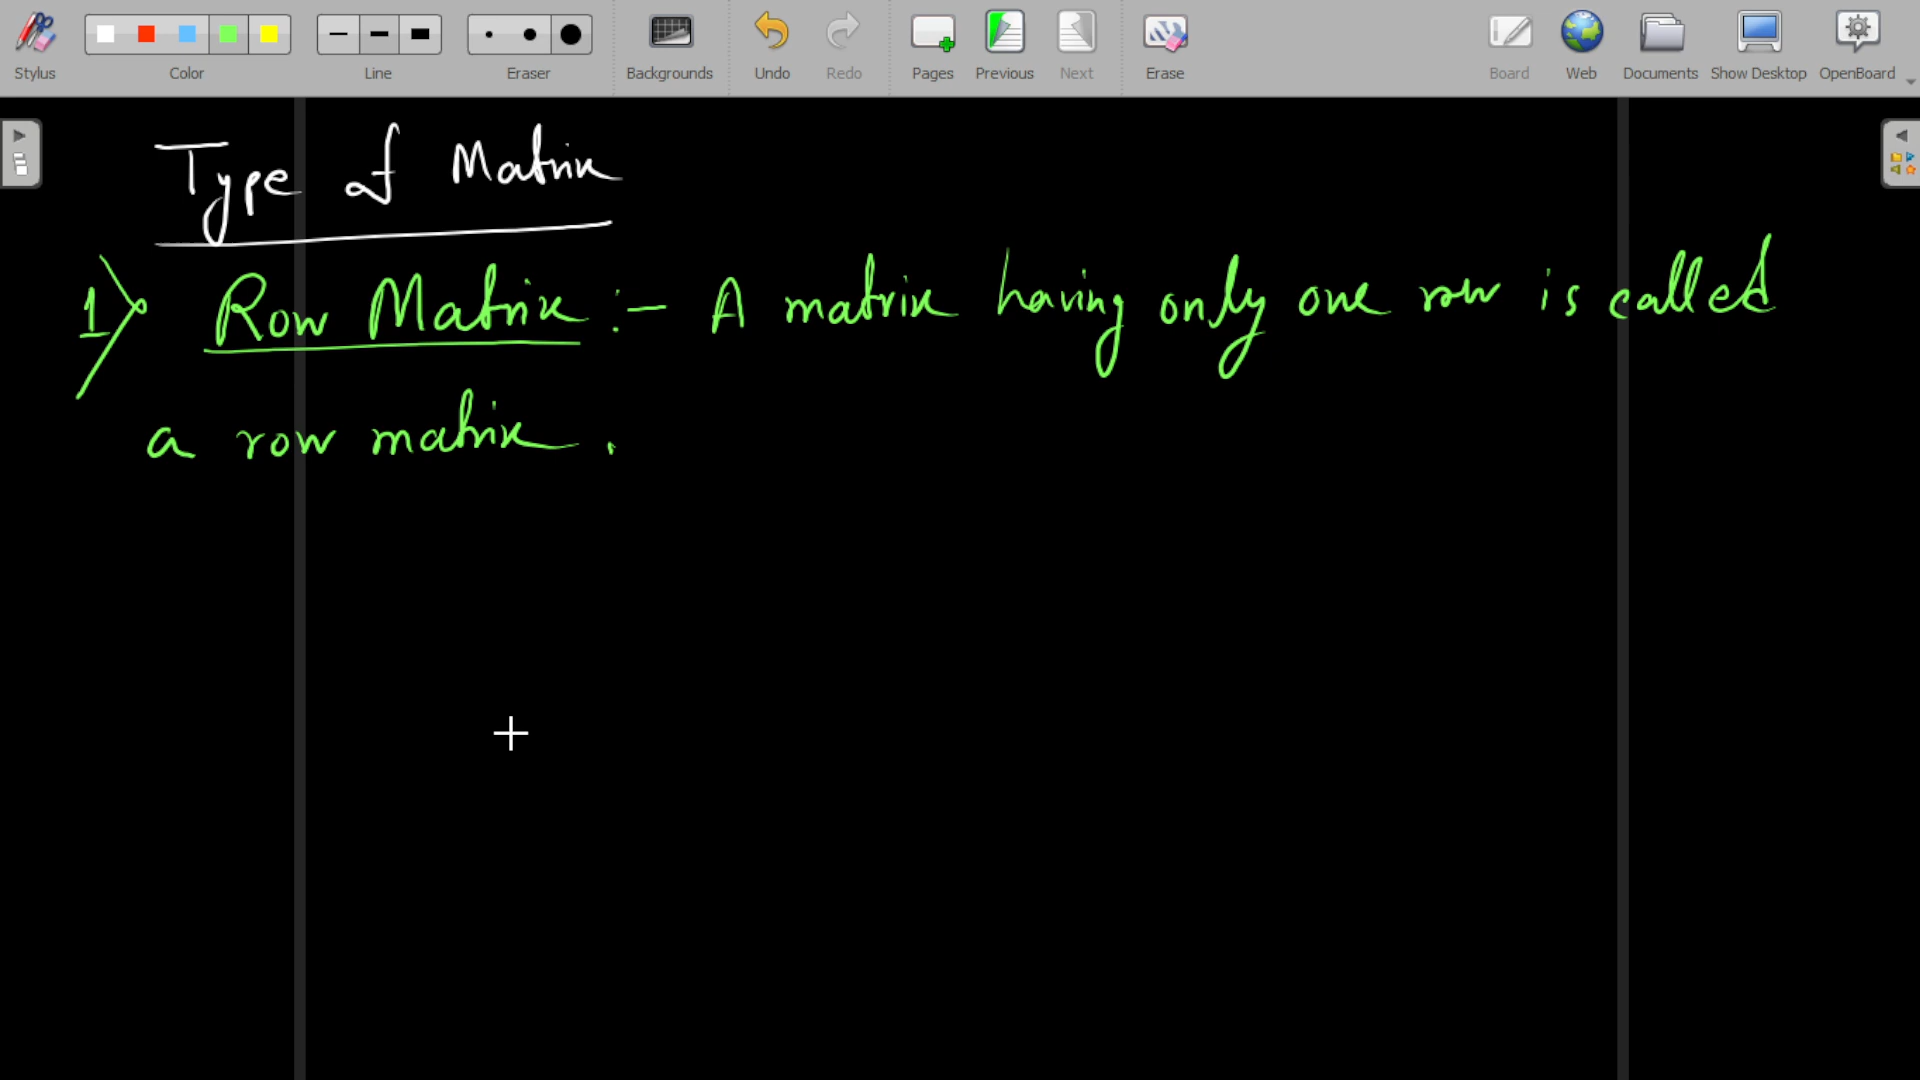 Stylus Color Line Eraser Backgrounds Undo Redo Pages Previous Next Erase Board Web Documents Show Desktop OpenBoard
Type of Matrix
1) Row Matrix :- A matrix having only one row is called
a row matrix .